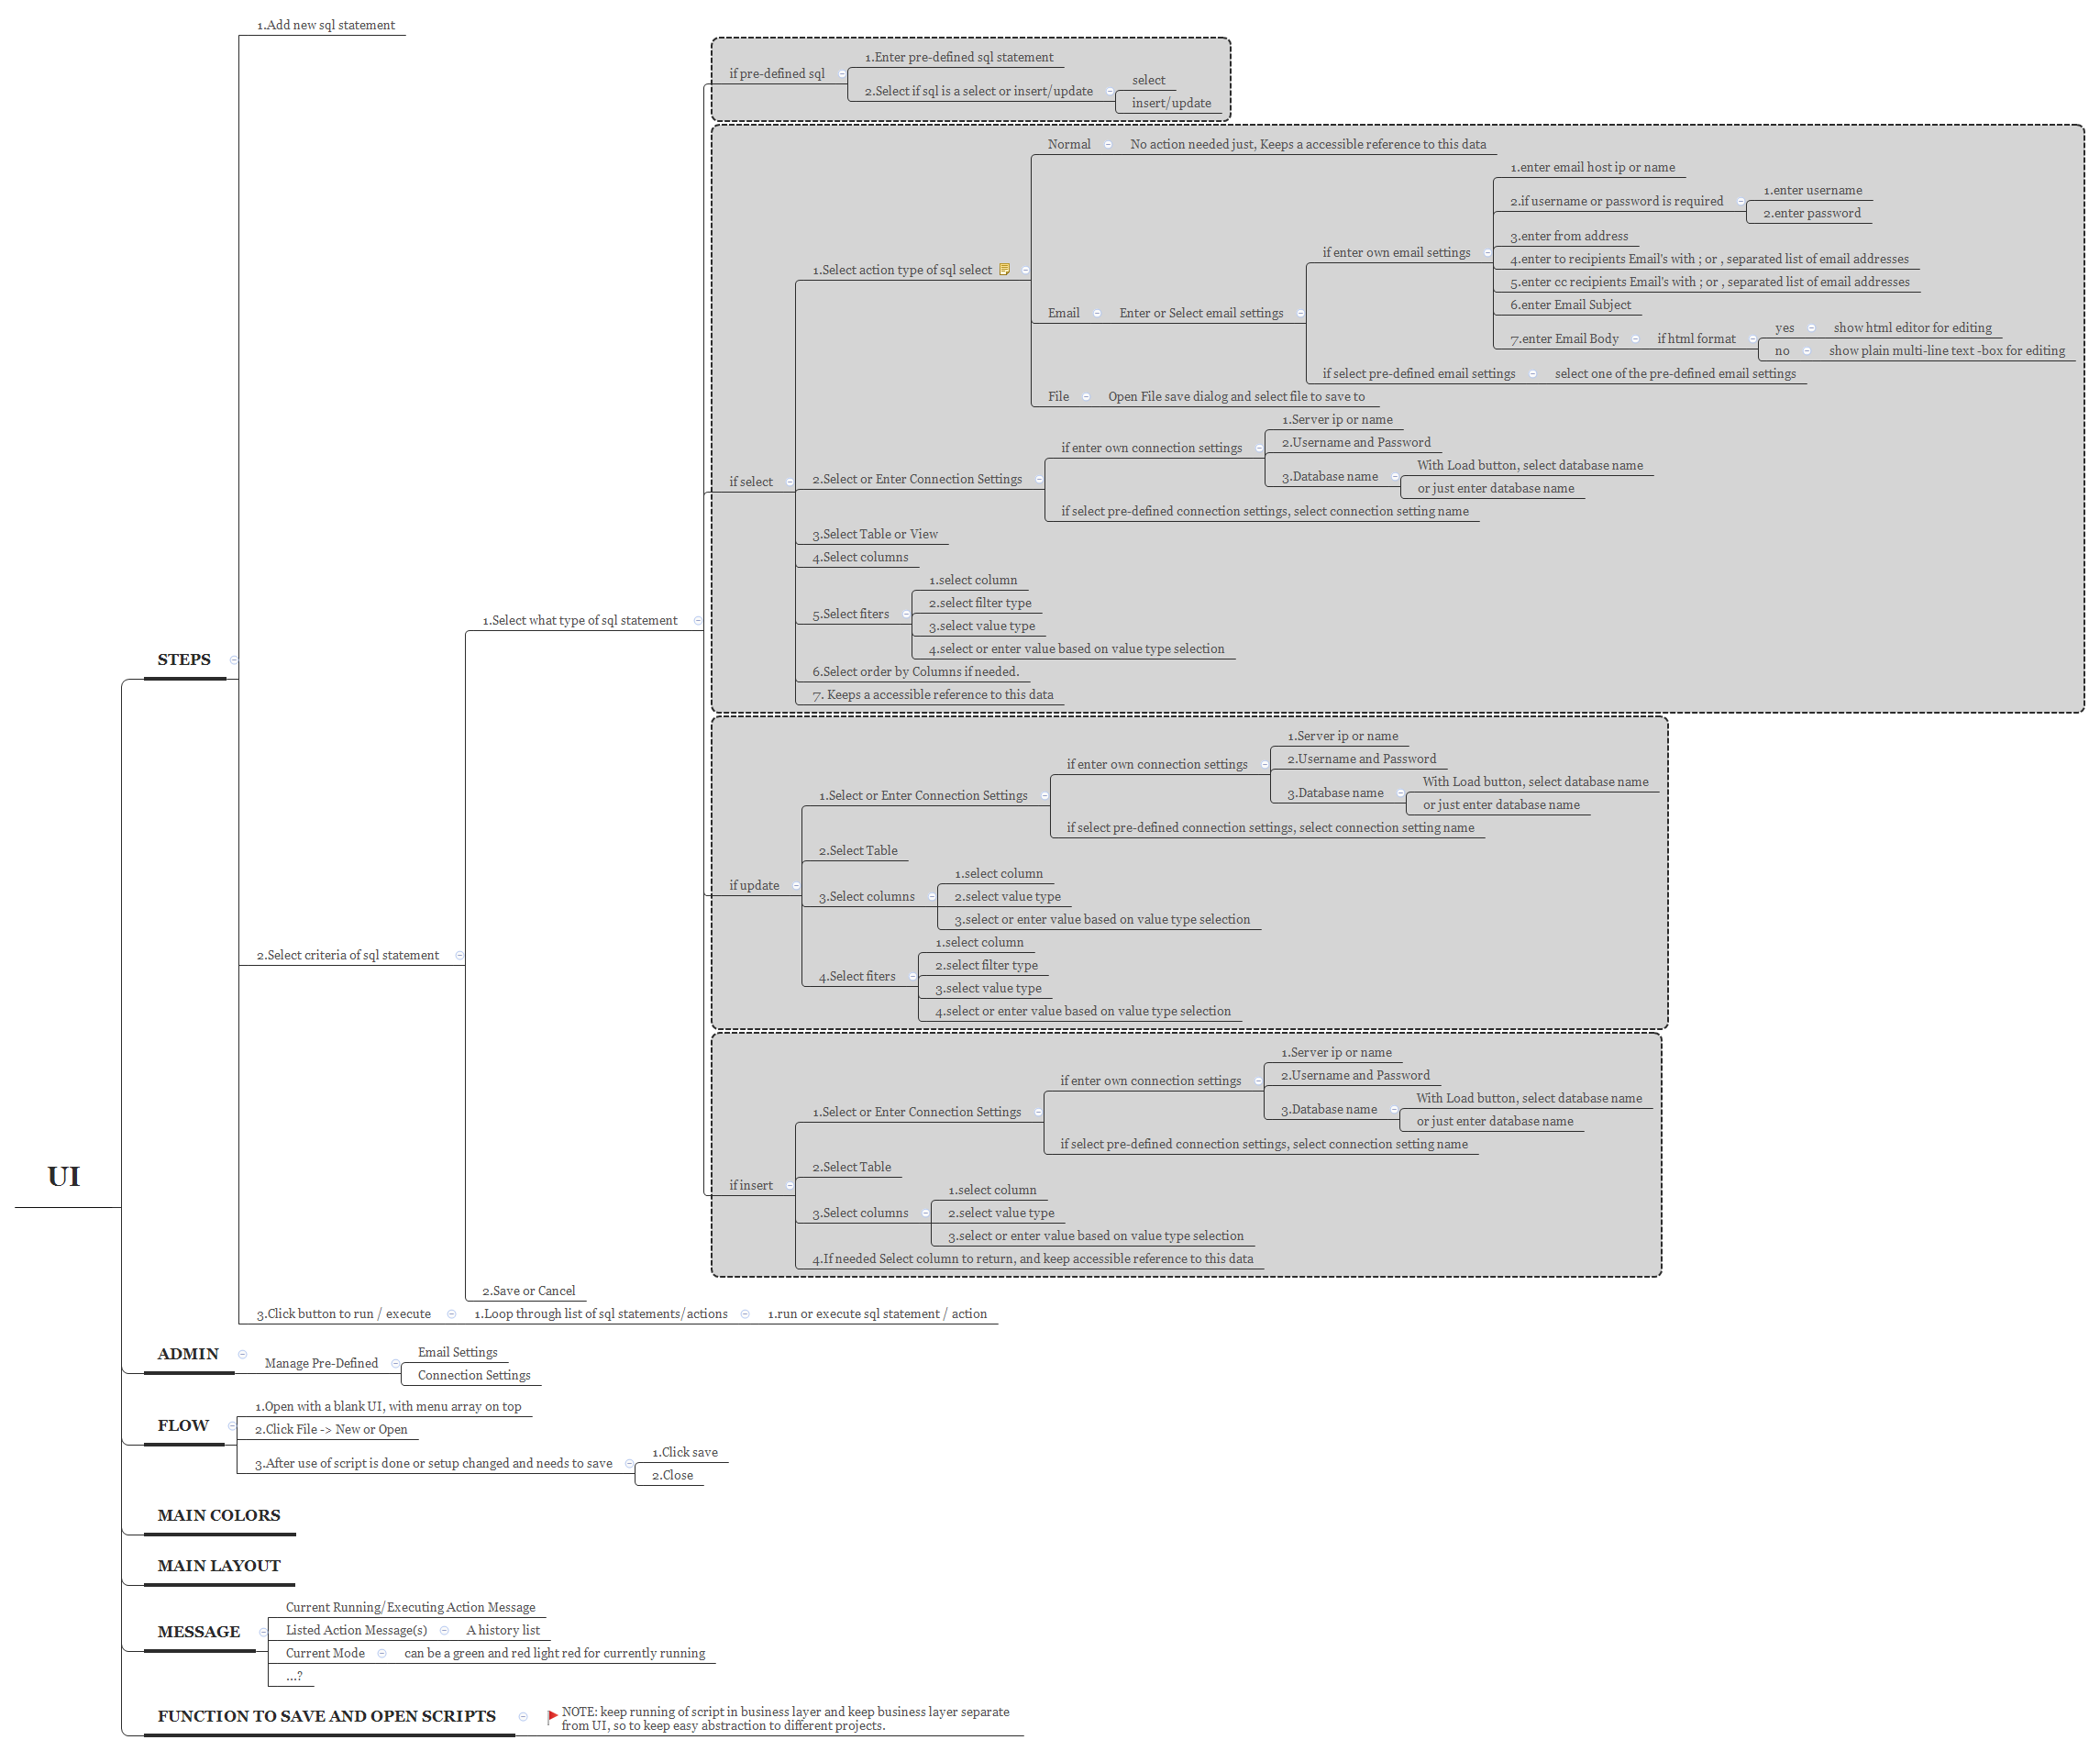 UI
STEPS
1.Add new sql statement
2.Select criteria of sql statement
1.Select what type of sql statement
if pre-defined sql
1.Enter pre-defined sql statement
2.Select if sql is a select or insert/update
select
insert/update
if select
1.Select action type of sql select
Normal
No action needed just, Keeps a accessible reference to this data
Email
Enter or Select email settings
if enter own email settings
1.enter email host ip or name
2.if username or password is required
1.enter username
2.enter password
3.enter from address
4.enter to recipients Email's with ; or , separated list of email addresses
5.enter cc recipients Email's with ; or , separated list of email addresses
6.enter Email Subject
7.enter Email Body
if html format
yes
show html editor for editing
no
show plain multi-line text -box for editing
if select pre-defined email settings
select one of the pre-defined email settings
File
Open File save dialog and select file to save to
2.Select or Enter Connection Settings
if enter own connection settings
1.Server ip or name
2.Username and Password
3.Database name
With Load button, select database name
or just enter database name
if select pre-defined connection settings, select connection setting name
3.Select Table or View
4.Select columns
5.Select fiters
1.select column
2.select filter type
3.select value type
4.select or enter value based on value type selection
6.Select order by Columns if needed.
7. Keeps a accessible reference to this data
if update
1.Select or Enter Connection Settings
if enter own connection settings
1.Server ip or name
2.Username and Password
3.Database name
With Load button, select database name
or just enter database name
if select pre-defined connection settings, select connection setting name
2.Select Table
3.Select columns
1.select column
2.select value type
3.select or enter value based on value type selection
4.Select fiters
1.select column
2.select filter type
3.select value type
4.select or enter value based on value type selection
if insert
1.Select or Enter Connection Settings
if enter own connection settings
1.Server ip or name
2.Username and Password
3.Database name
With Load button, select database name
or just enter database name
if select pre-defined connection settings, select connection setting name
2.Select Table
3.Select columns
1.select column
2.select value type
3.select or enter value based on value type selection
4.If needed Select column to return, and keep accessible reference to this data
2.Save or Cancel
3.Click button to run / execute
1.Loop through list of sql statements/actions
1.run or execute sql statement / action
ADMIN
Manage Pre-Defined
Email Settings
Connection Settings
FLOW
1.Open with a blank UI, with menu array on top
2.Click File -> New or Open
3.After use of script is done or setup changed and needs to save
1.Click save
2.Close
MAIN COLORS
MAIN LAYOUT
MESSAGE
Current Running/Executing Action Message
Listed Action Message(s)
A history list
Current Mode
can be a green and red light red for currently running
...?
FUNCTION TO SAVE AND OPEN SCRIPTS
NOTE: keep running of script in business layer and keep business layer separate
from UI, so to keep easy abstraction to different projects.